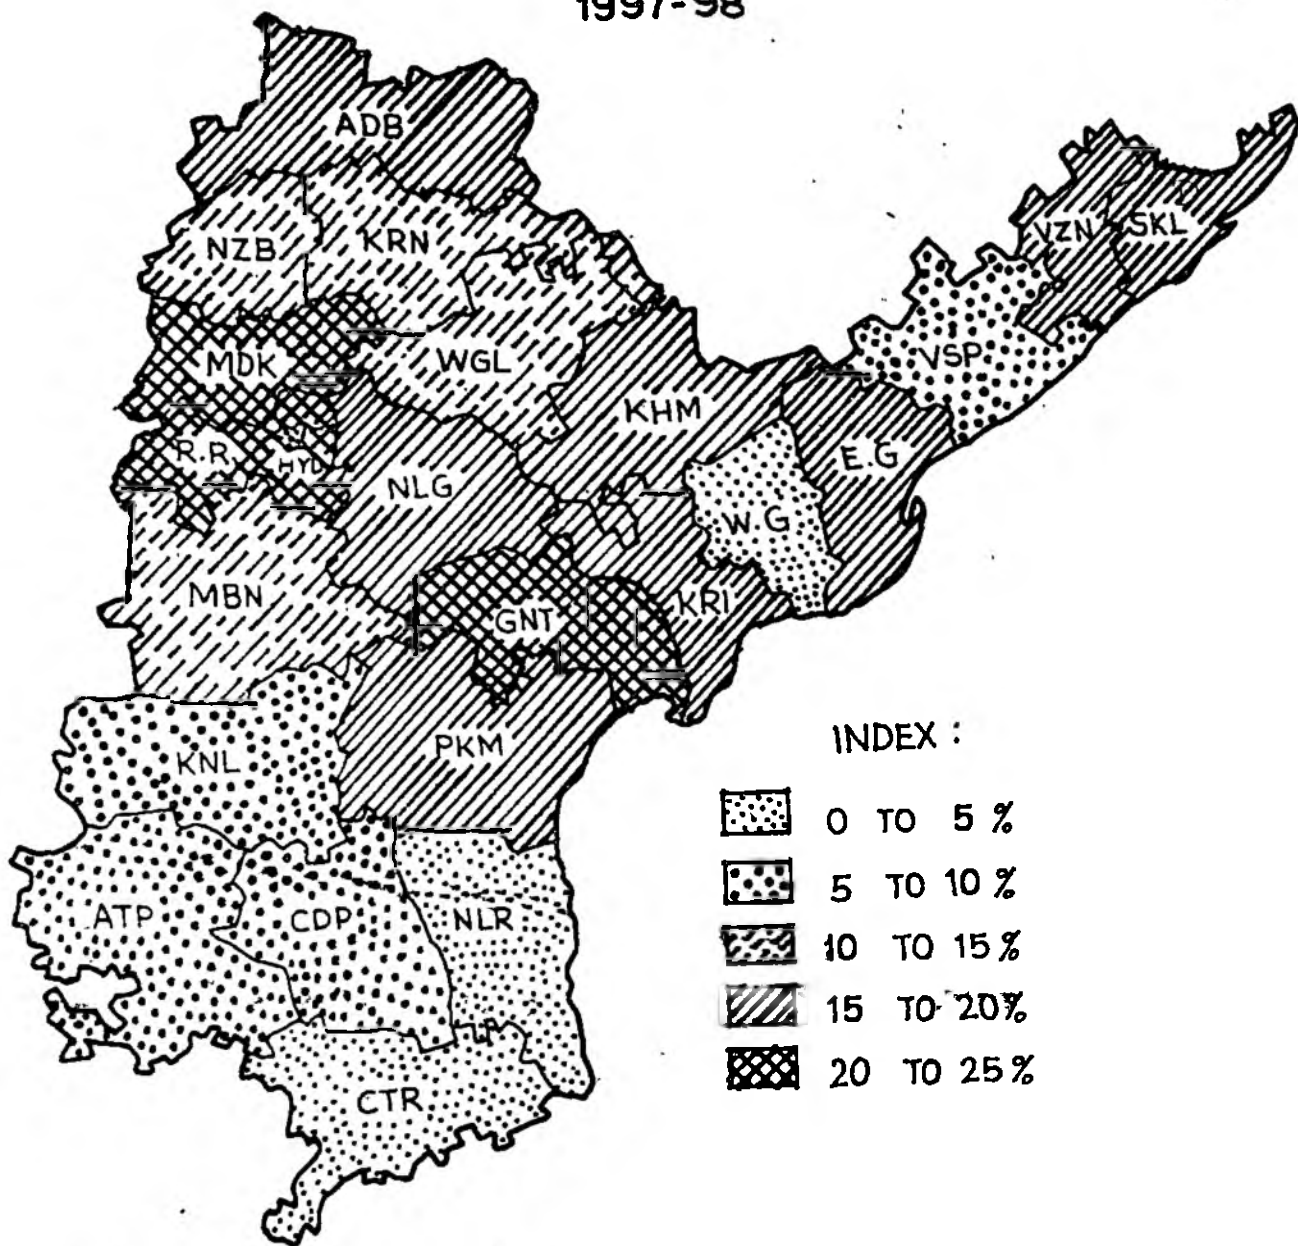 1997-98
ADB
NZB
KRN
VZN
SKL
MDK
WGL
VSP
KHM
R.R.
HYD
NLG
E.G
W.G
MBN
GNT
KRI
KNL
PKM
INDEX :
0 TO 5 %
5 TO 10 %
10 TO 15%
15 TO 20%
20 TO 25%
ATP
CDP
NLR
CTR